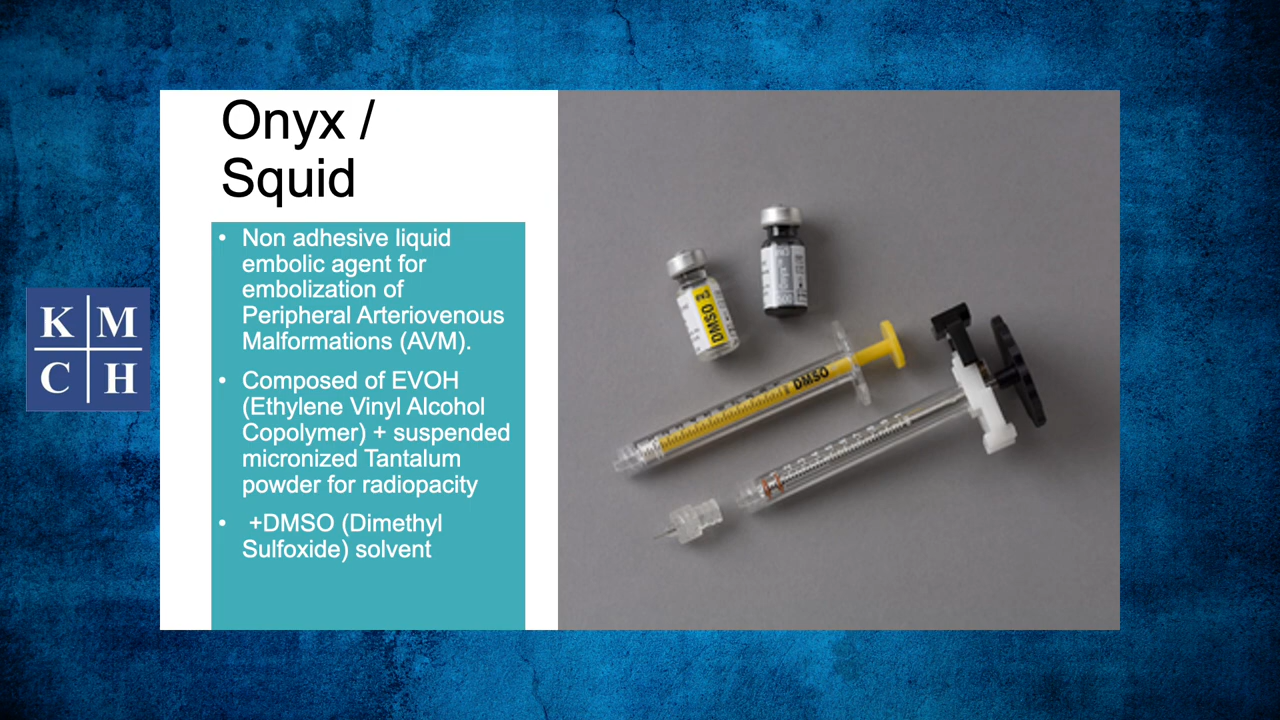 Onyx /
Squid
• Non adhesive liquid
embolic agent for
embolization of
Peripheral Arteriovenous
Malformations (AVM).
• Composed of EVOH
(Ethylene Vinyl Alcohol
Copolymer) + suspended
micronized Tantalum
powder for radiopacity
• +DMSO (Dimethyl
Sulfoxide) solvent
K M
C H
DMSO
DMSO